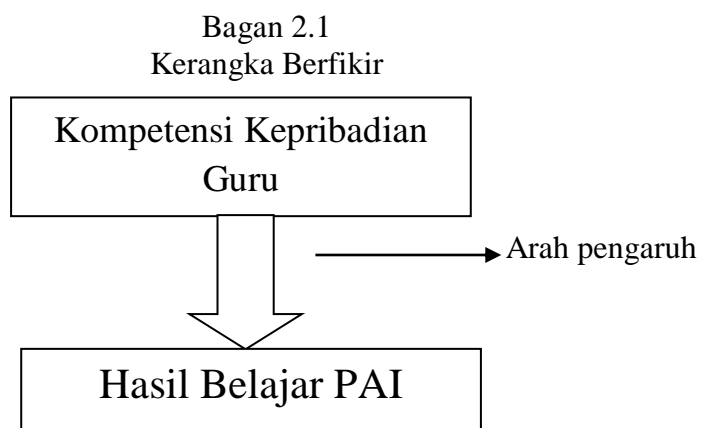 Bagan 2.1
Kerangka Berfikir
Kompetensi Kepribadian
Guru
Arah pengaruh
Hasil Belajar PAI